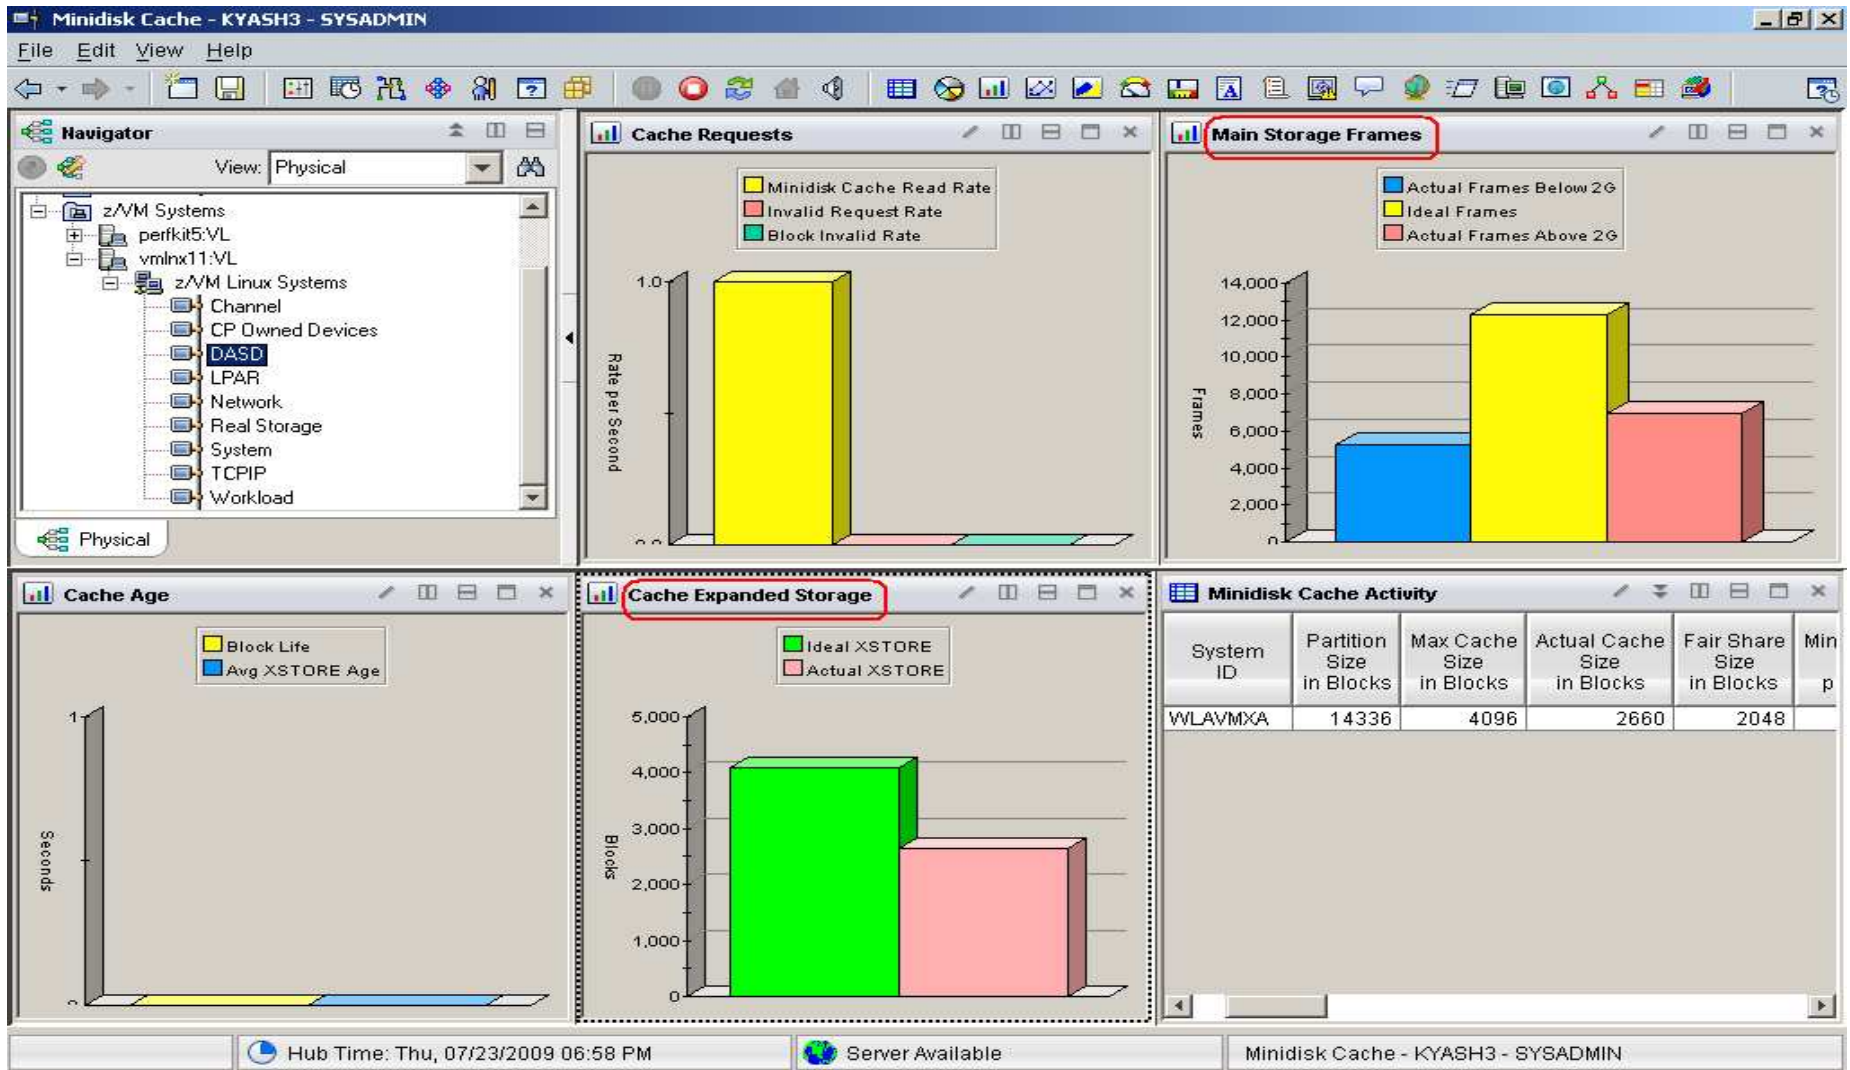 Minidisk Cache - KYASH3 - SYSADMIN
File Edit View Help
Navigator
View: Physical
z/VM Systems
perfkit5:VL
vmlnx11:VL
z/VM Linux Systems
Channel
CP Owned Devices
DASD
LPAR
Network
Real Storage
System
TCPIP
Workload
Physical
Cache Requests
Minidisk Cache Read Rate
Invalid Request Rate
Block Invalid Rate
1.0
Rate per Second
Main Storage Frames
Actual Frames Below 2G
Ideal Frames
Actual Frames Above 2G
14,000
12,000
10,000
8,000
6,000
4,000
2,000
0
Frames
Cache Age
Block Life
Avg XSTORE Age
1
Seconds
Cache Expanded Storage
Ideal XSTORE
Actual XSTORE
5,000
4,000
3,000
2,000
1,000
0
Blocks
Minidisk Cache Activity
System ID
Partition Size in Blocks
Max Cache Size in Blocks
Actual Cache Size in Blocks
Fair Share Size in Blocks
Min
p
WLAVMXA 14336 4096 2660 2048
Hub Time: Thu, 07/23/2009 06:58 PM
Server Available
Minidisk Cache - KYASH3 - SYSADMIN